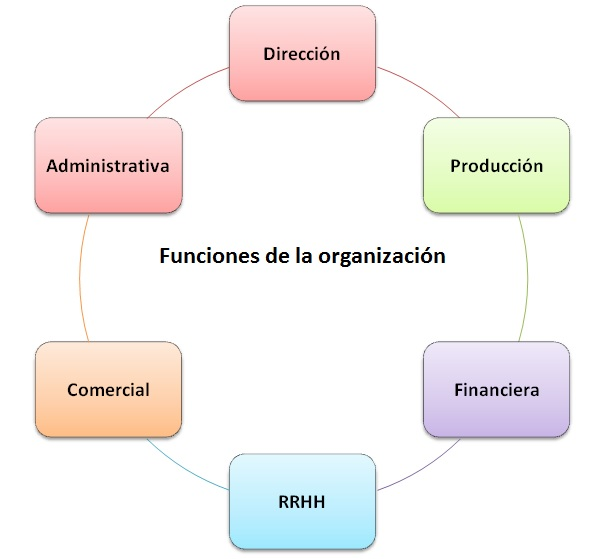 Dirección
Administrativa
Producción
Funciones de la organización
Comercial
Financiera
RRHH